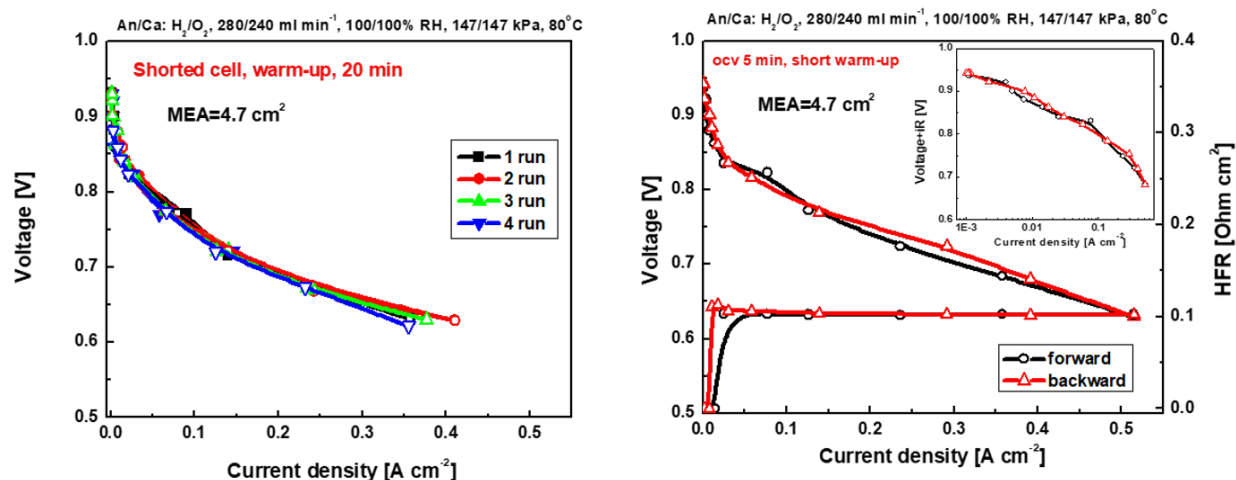 An/Ca: H₂/O₂, 280/240 ml min⁻¹, 100/100% RH, 147/147 kPa, 80°C
Shorted cell, warm-up, 20 min
MEA=4.7 cm²
1 run
2 run
3 run
4 run
Voltage [V]
1.0
0.9
0.8
0.7
0.6
0.5
0.0 0.1 0.2 0.3 0.4 0.5
Current density [A cm⁻²]
An/Ca: H₂/O₂, 280/240 ml min⁻¹, 100/100% RH, 147/147 kPa, 80°C
ocv 5 min, short warm-up
MEA=4.7 cm²
Voltage [V]
1.0
0.9
0.8
0.7
0.6
0.5
0.0 0.1 0.2 0.3 0.4 0.5
Current density [A cm⁻²]
Voltage+iR [V]
1.0
0.9
0.8
0.7
0.6
1E-3 0.01 0.1
Current density [A cm⁻²]
forward
backward
0.4
0.3
0.2
0.1
0.0
HFR [Ohm cm²]